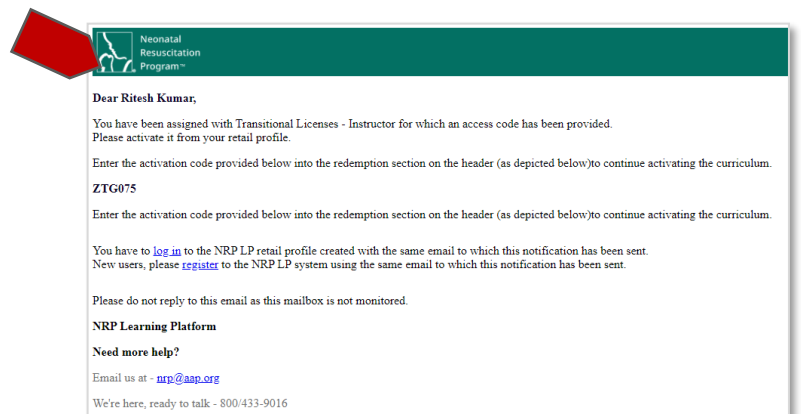 Neonatal
Resuscitation
Program™
Dear Ritesh Kumar,
You have been assigned with Transitional Licenses - Instructor for which an access code has been provided.
Please activate it from your retail profile.
Enter the activation code provided below into the redemption section on the header (as depicted below)to continue activating the curriculum.
ZTG075
Enter the activation code provided below into the redemption section on the header (as depicted below)to continue activating the curriculum.
You have to log in to the NRP LP retail profile created with the same email to which this notification has been sent.
New users, please register to the NRP LP system using the same email to which this notification has been sent.
Please do not reply to this email as this mailbox is not monitored.
NRP Learning Platform
Need more help?
Email us at - nrp@aap.org
We're here, ready to talk - 800/433-9016